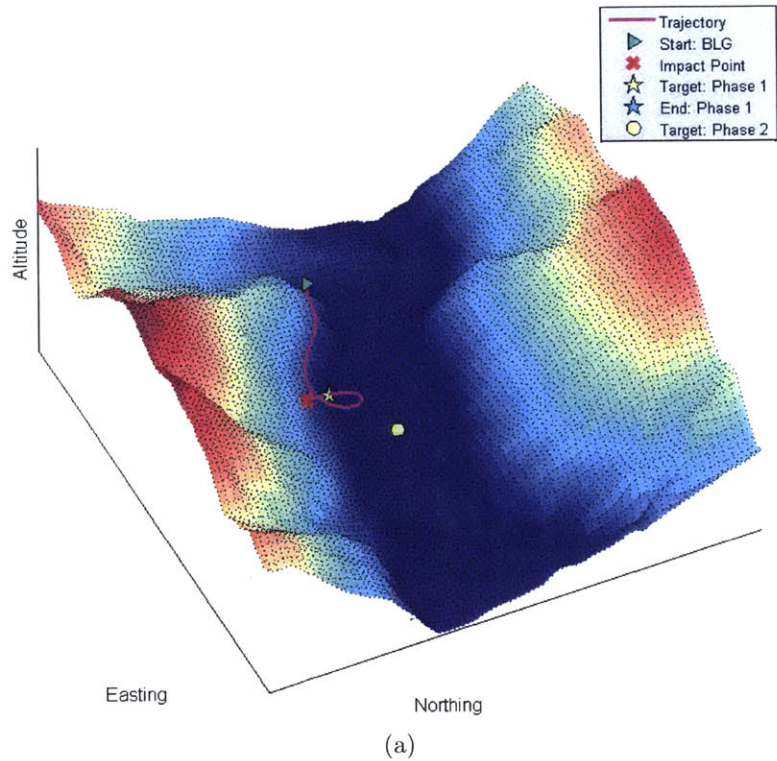 Trajectory
Start: BLG
Impact Point
Target: Phase 1
End: Phase 1
Target: Phase 2
Altitude
Easting
Northing
(a)